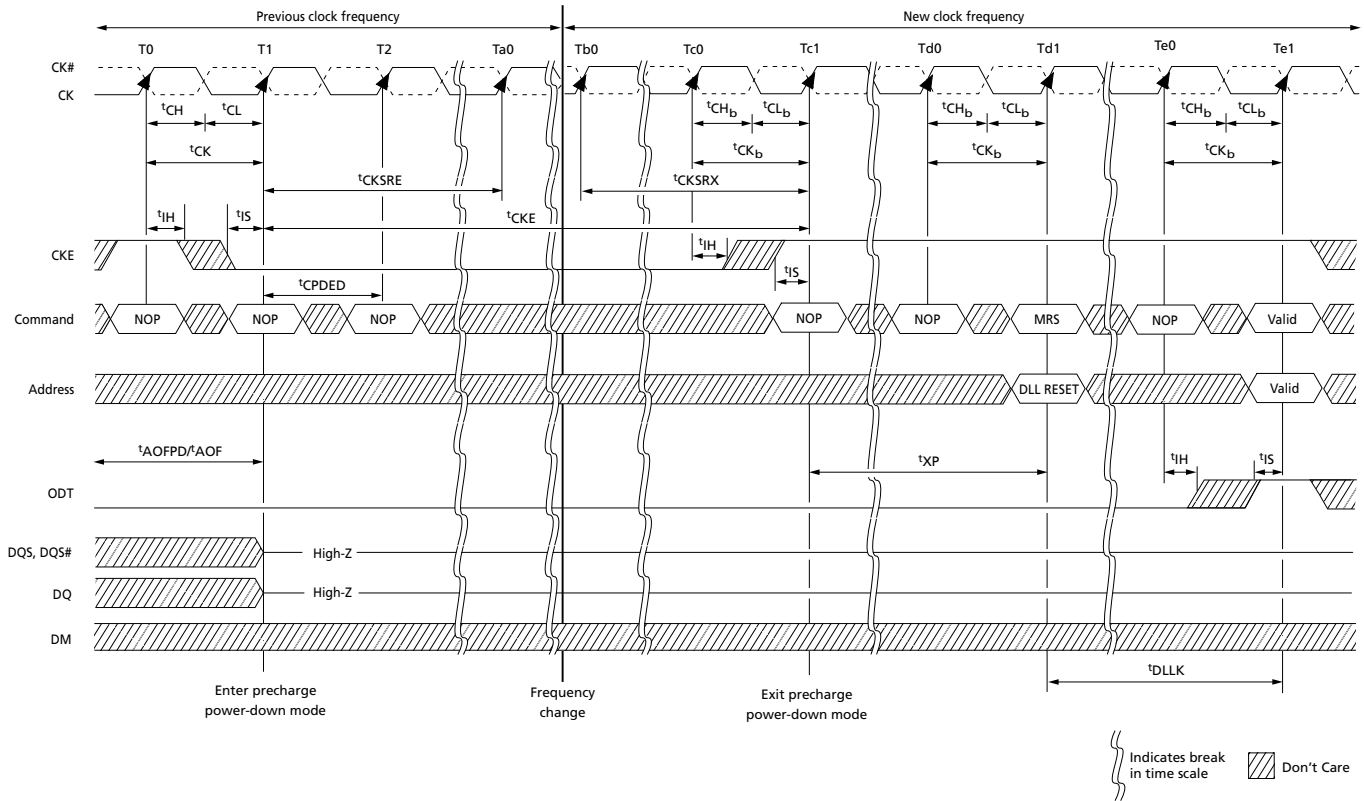 Previous clock frequency New clock frequency
T0 T1 T2 Ta0 Tb0 Tc0 Tc1 Td0 Td1 Te0 Te1
CK#
CK
tCH tCL tCHb tCLb tCHb tCLb tCHb tCLb
tCK tCKb tCKb tCKb
tCKSRE tCKSRX
tIH tIS tCKE
CKE tIH
tIS
tCPDED
Command NOP NOP NOP NOP NOP MRS NOP Valid
Address DLL RESET Valid
tAOFPD/tAOF tXP tIH tIS
ODT
DQS, DQS# High-Z
DQ High-Z
DM
tDLLK
Enter precharge
power-down mode
Frequency
change
Exit precharge
power-down mode
Indicates break
in time scale
Don't Care